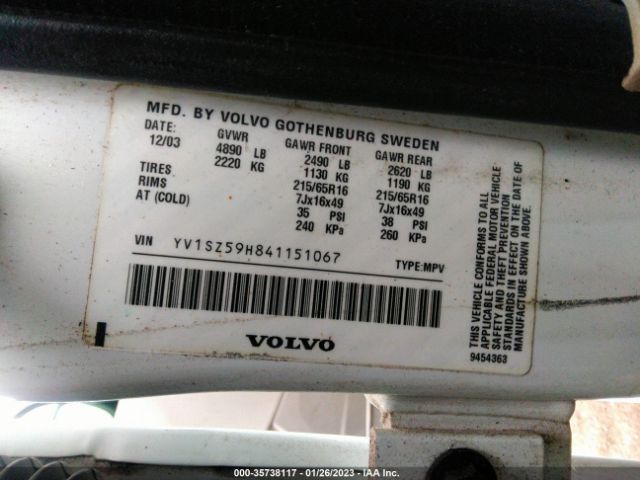 MFD. BY VOLVO GOTHENBURG SWEDEN
DATE: GVWR GAWR FRONT GAWR REAR
12/03 4890 LB 2490 LB 2620 LB
2220 KG 1130 KG 1190 KG
TIRES 215/65R16 215/65R16
RIMS 7Jx16x49 7Jx16x49
AT (COLD) 35 PSI 38 PSI
240 KPa 260 KPa
VIN YV1SZ59H841151067 TYPE:MPV
VOLVO
THIS VEHICLE CONFORMS TO ALL
APPLICABLE FEDERAL MOTOR VEHICLE
SAFETY AND THEFT PREVENTION
STANDARDS IN EFFECT ON THE DATE OF
MANUFACTURE SHOWN ABOVE.
9454363
000-35738117 - 01/26/2023 - IAA Inc.